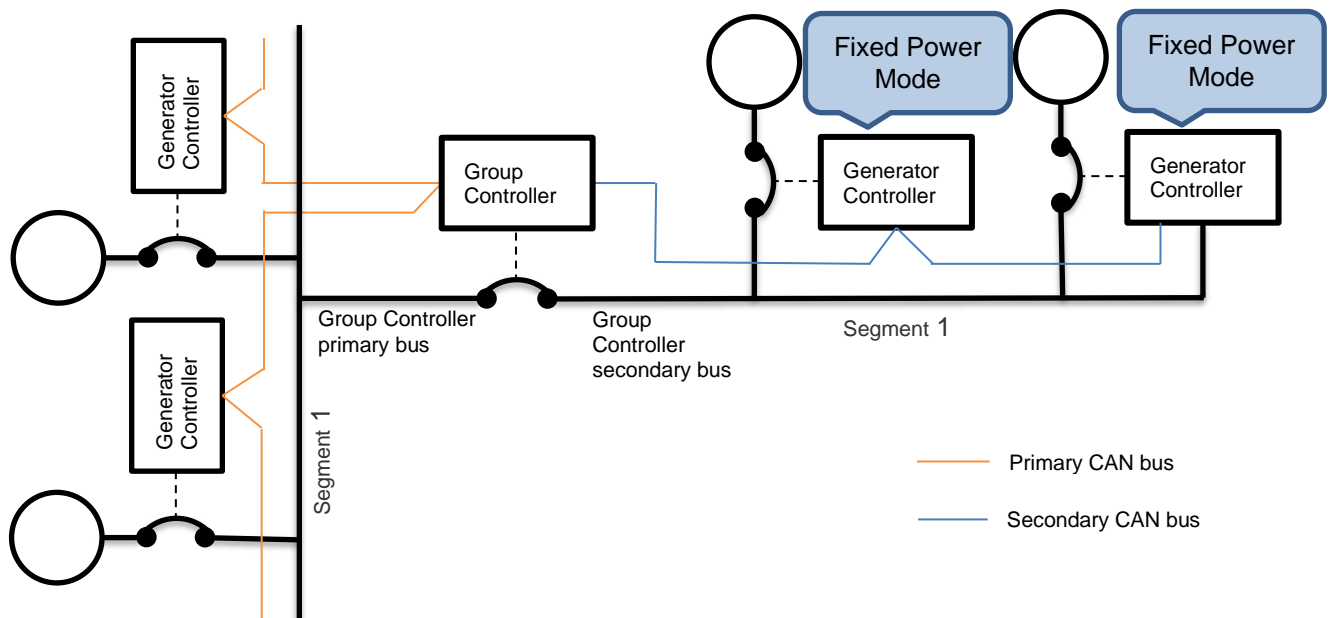 Fixed Power
Mode
Fixed Power
Mode
Generator
Controller
Group
Controller
Generator
Controller
Generator
Controller
Group Controller
primary bus
Group
Controller
secondary bus
Segment 1
Generator
Controller
Segment 1
Primary CAN bus
Secondary CAN bus